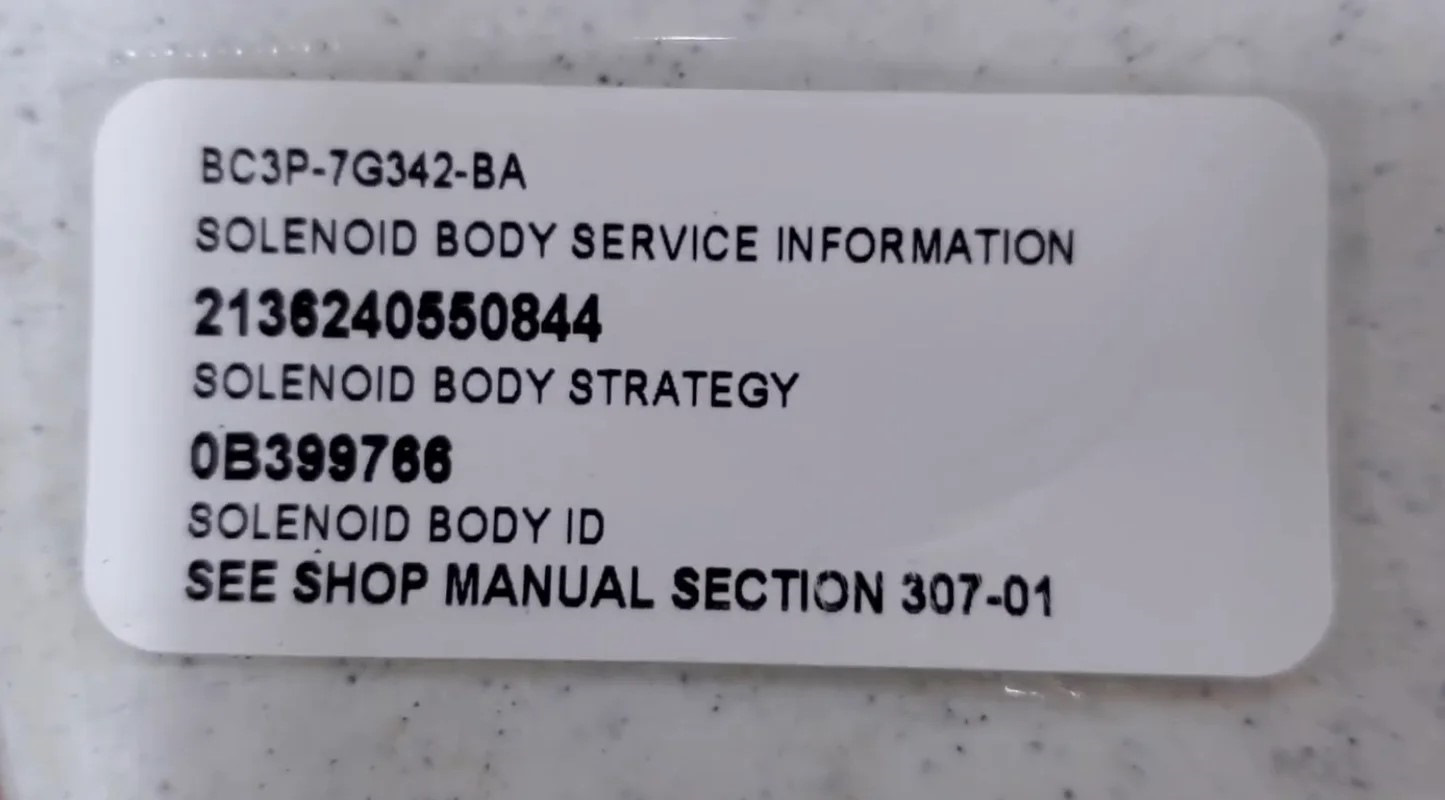 BC3P-7G342-BA
SOLENOID BODY SERVICE INFORMATION
2136240550844
SOLENOID BODY STRATEGY
0B399766
SOLENOID BODY ID
SEE SHOP MANUAL SECTION 307-01